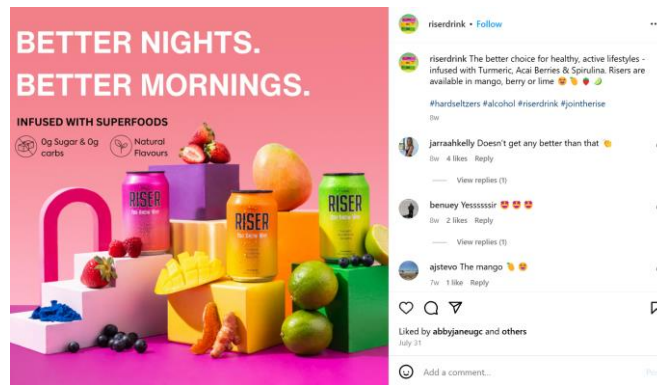 BETTER NIGHTS.
BETTER MORNINGS.
INFUSED WITH SUPERFOODS
0g Sugar & 0g
carbs
Natural
Flavours
RISER
RISER
RISER
riserdrink • Follow
riserdrink The better choice for healthy, active lifestyles -
infused with Turmeric, Acai Berries & Spirulina. Risers are
available in mango, berry or lime
#hardseltzers #alcohol #riserdrink #jointherise
8w
jarraahkelly Doesn't get any better than that
8w 4 likes Reply
View replies (1)
benuey Yessssssir
8w 2 likes Reply
View replies (1)
ajstevo The mango
7w 1 like Reply
Liked by abbyjaneugc and others
July 31
Add a comment...